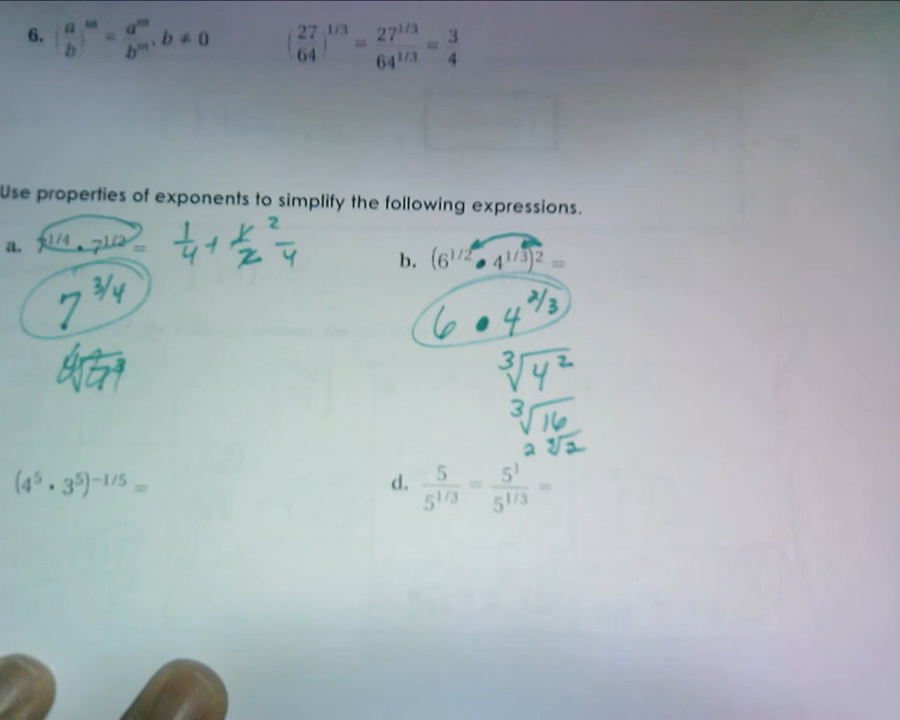 6. (a/b)^m = a^m/b^m, b ≠ 0 (27/64)^1/3 = 27^1/3/64^1/3 = 3/4
Use properties of exponents to simplify the following expressions.
a. 7^1/4 · 7^1/2 = 1/4 + 1/2 2/4
b. (6^1/2 • 4^1/3)^2 =
7^3/4
6 • 4^2/3
∛4^2
∛16
2 ∛2
(4^5 · 3^5)^-1/5 =
d. 5/5^1/3 = 5^1/5^1/3 =